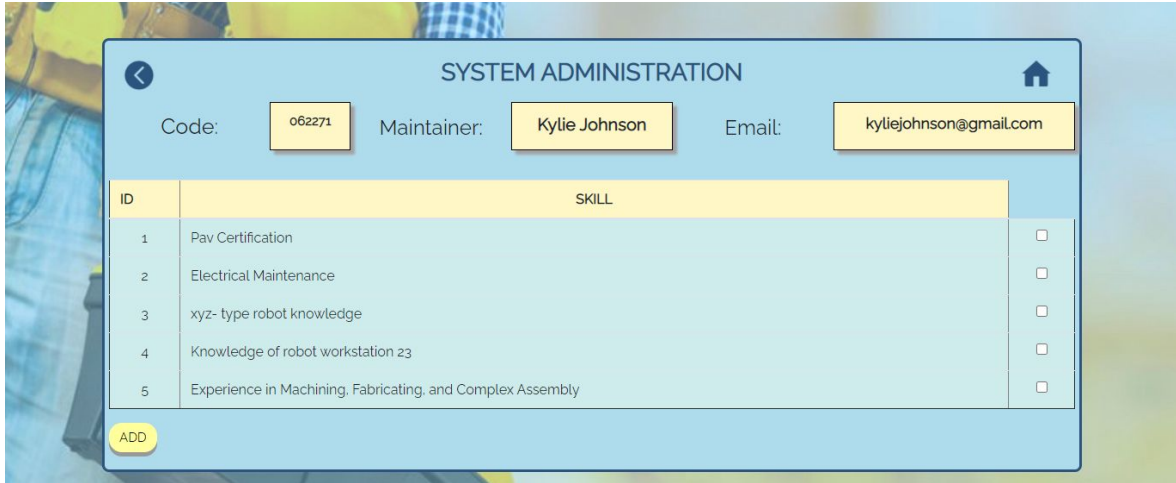 SYSTEM ADMINISTRATION
Code: 062271 Maintainer: Kylie Johnson Email: kyliejohnson@gmail.com
ID SKILL
1 Pav Certification
2 Electrical Maintenance
3 xyz- type robot knowledge
4 Knowledge of robot workstation 23
5 Experience in Machining, Fabricating, and Complex Assembly
ADD